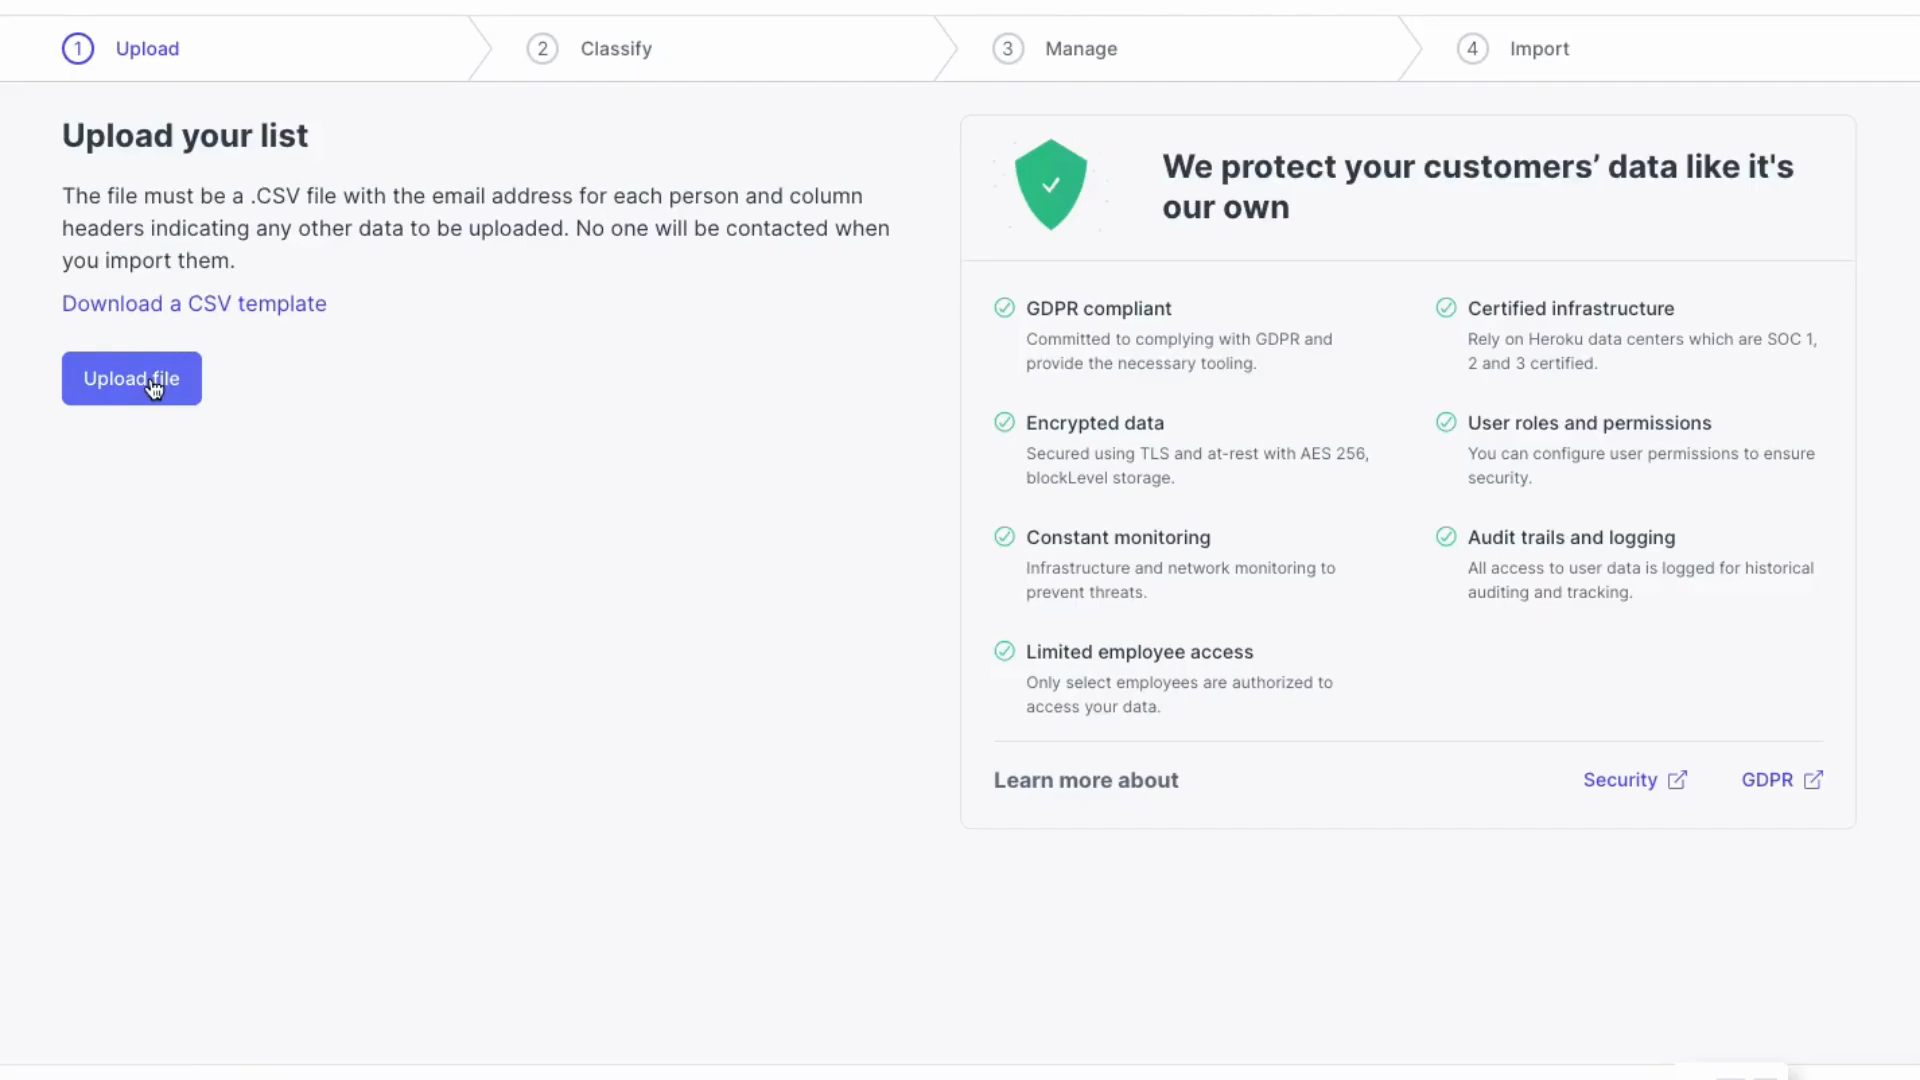 1 Upload
2 Classify
3 Manage
4 Import
Upload your list
The file must be a .CSV file with the email address for each person and column
headers indicating any other data to be uploaded. No one will be contacted when
you import them.
Download a CSV template
Upload file
We protect your customers’ data like it's
our own
GDPR compliant
Committed to complying with GDPR and
provide the necessary tooling.
Certified infrastructure
Rely on Heroku data centers which are SOC 1,
2 and 3 certified.
Encrypted data
Secured using TLS and at-rest with AES 256,
blockLevel storage.
User roles and permissions
You can configure user permissions to ensure
security.
Constant monitoring
Infrastructure and network monitoring to
prevent threats.
Audit trails and logging
All access to user data is logged for historical
auditing and tracking.
Limited employee access
Only select employees are authorized to
access your data.
Learn more about
Security
GDPR